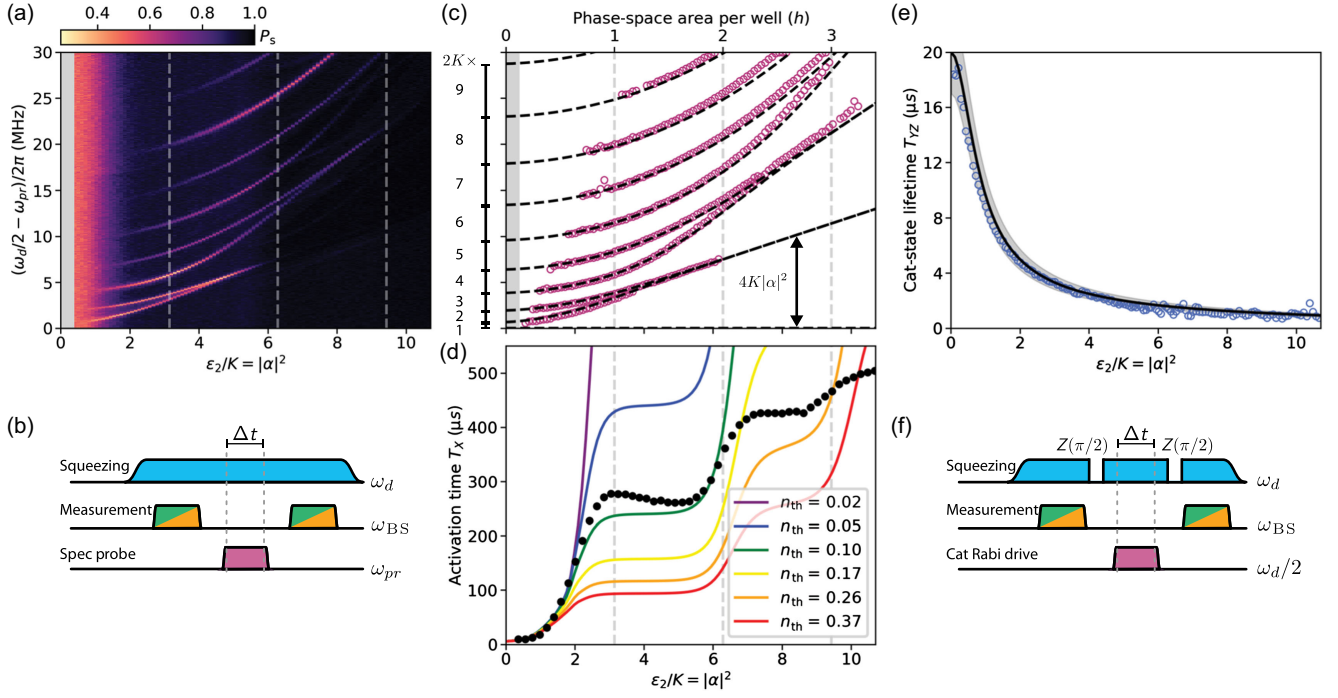 (a)
0.4 0.6 0.8 1.0 Pₛ
30
25
20
15
10
5
0
(ω_d/2 − ω_pr)/2π (MHz)
0 2 4 6 8 10
ε₂/K = |α|²
(b)
Δt
Squeezing
ω_d
Measurement
ω_BS
Spec probe
ω_pr
(c)
Phase-space area per well (h)
0 1 2 3
2K×
9
8
7
6
5
4
3
2
1
4K|α|²
(d)
500
400
300
200
100
0
Activation time T_X (μs)
n_th = 0.02
n_th = 0.05
n_th = 0.10
n_th = 0.17
n_th = 0.26
n_th = 0.37
0 2 4 6 8 10
ε₂/K = |α|²
(e)
20
16
12
8
4
0
Cat-state lifetime T_YZ (μs)
0 2 4 6 8 10
ε₂/K = |α|²
(f)
Z(π/2) Δt Z(π/2)
Squeezing
ω_d
Measurement
ω_BS
Cat Rabi drive
ω_d/2